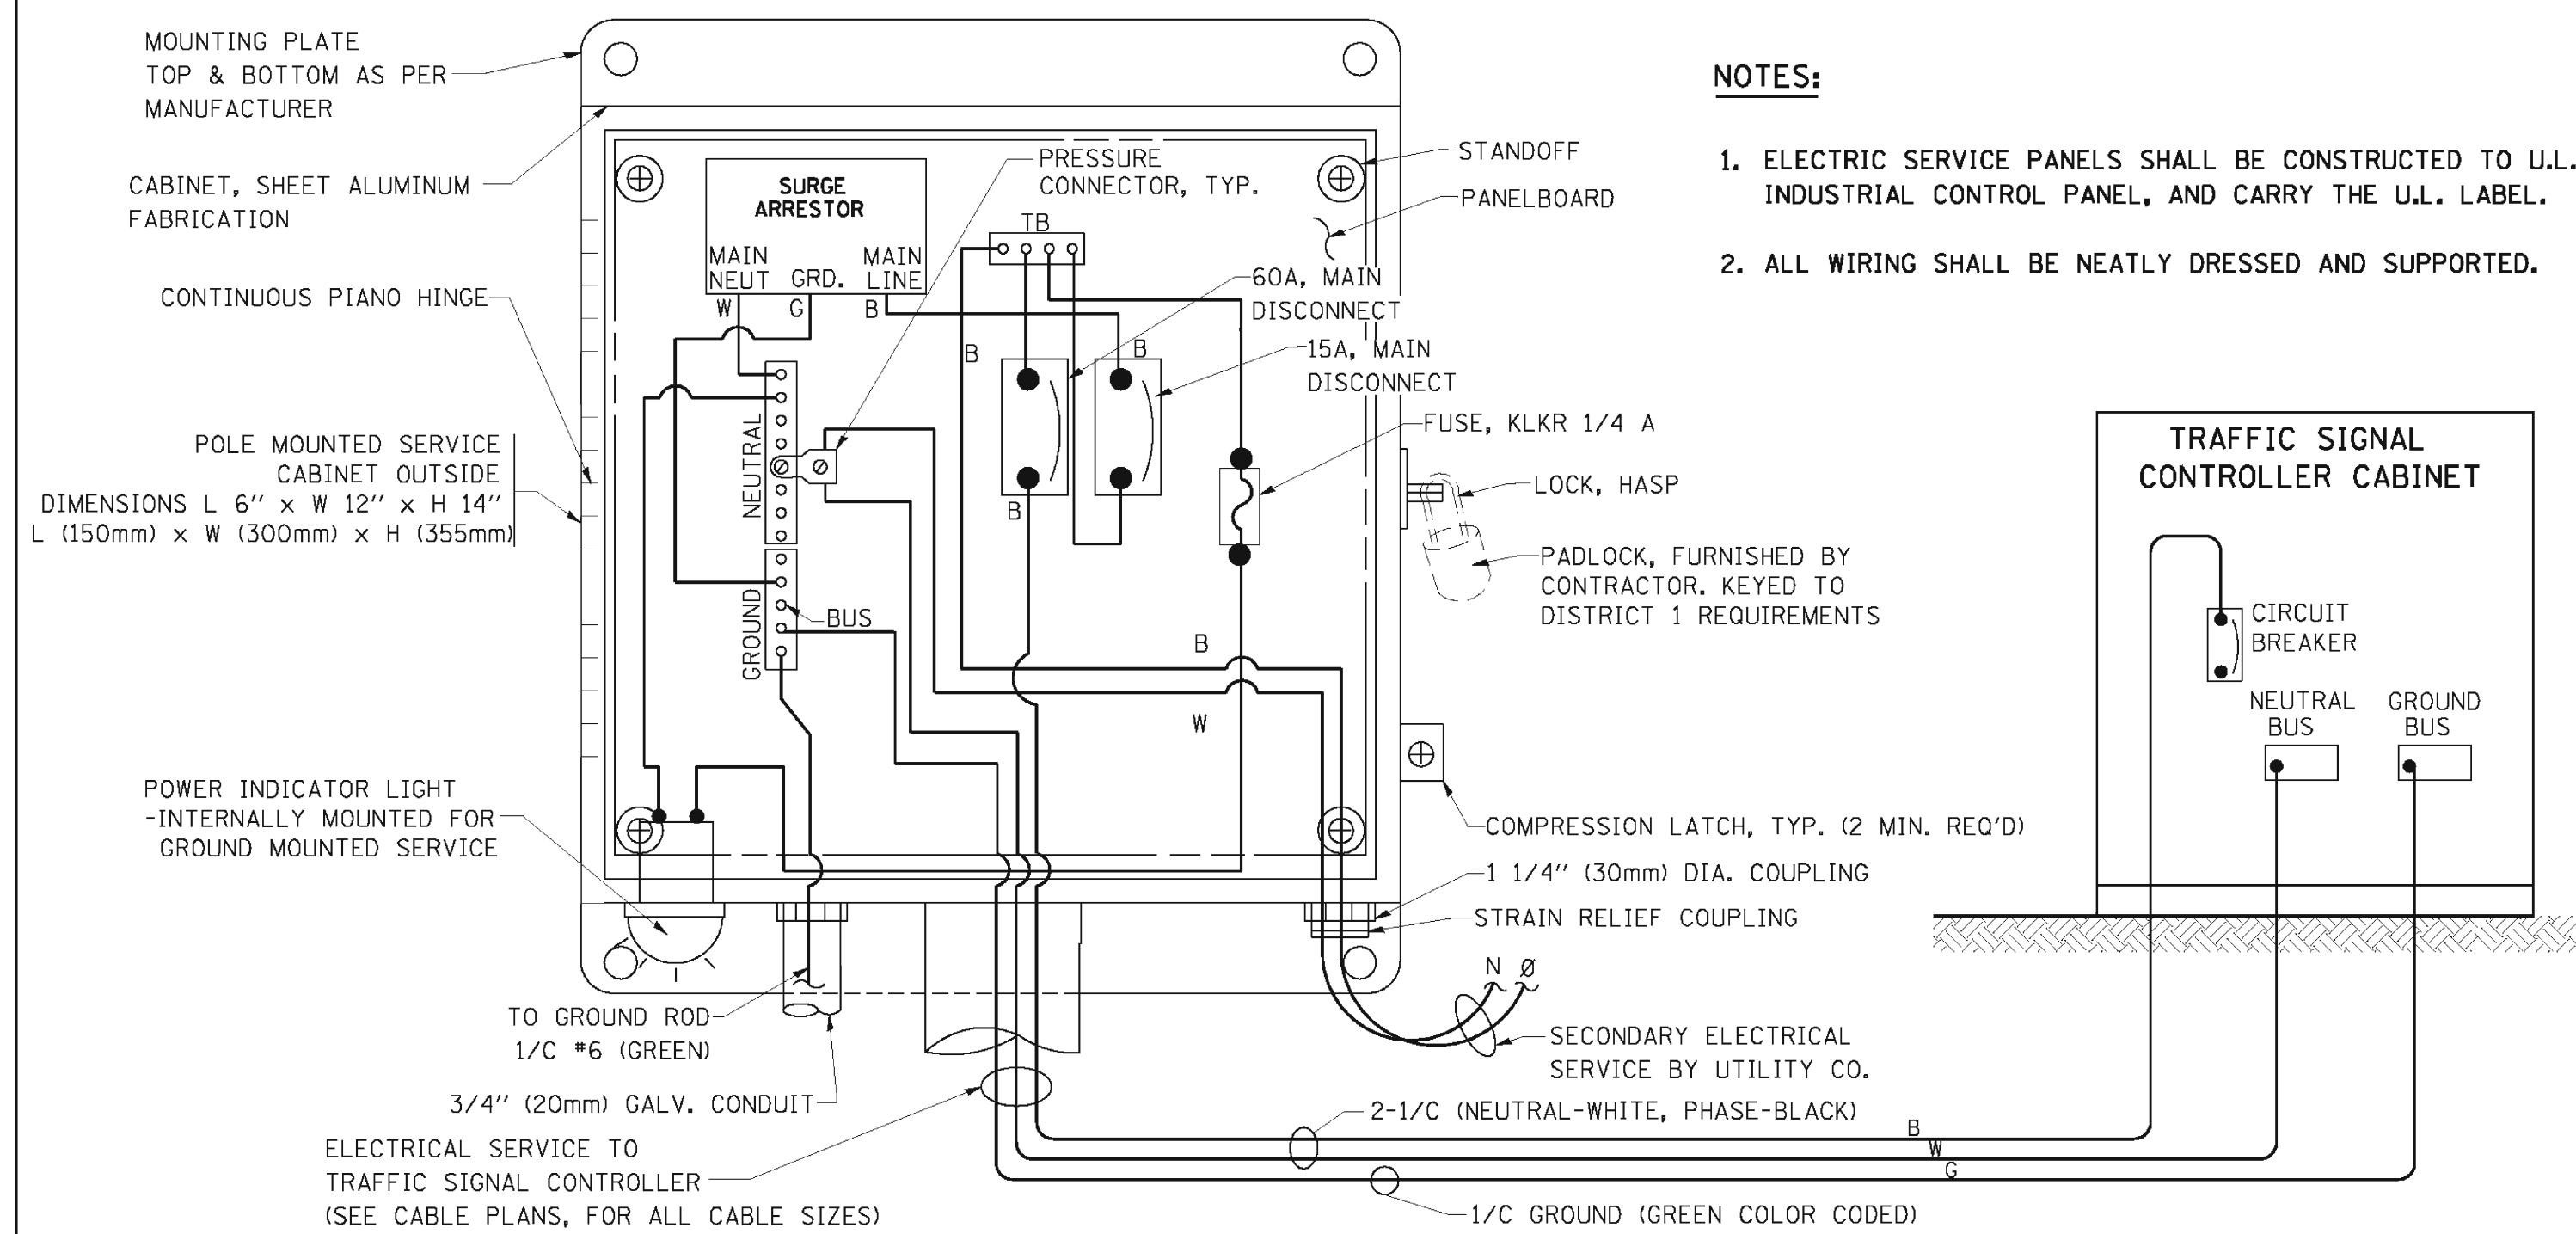 MOUNTING PLATE
TOP & BOTTOM AS PER
MANUFACTURER
CABINET, SHEET ALUMINUM
FABRICATION
CONTINUOUS PIANO HINGE
POLE MOUNTED SERVICE
CABINET OUTSIDE
DIMENSIONS L 6" x W 12" x H 14"
L (150mm) x W (300mm) x H (355mm)
POWER INDICATOR LIGHT
-INTERNALLY MOUNTED FOR
GROUND MOUNTED SERVICE
TO GROUND ROD
1/C #6 (GREEN)
3/4" (20mm) GALV. CONDUIT
ELECTRICAL SERVICE TO
TRAFFIC SIGNAL CONTROLLER
(SEE CABLE PLANS, FOR ALL CABLE SIZES)
SURGE
ARRESTOR
MAIN
NEUT
GRD.
MAIN
LINE
W
G
B
PRESSURE
CONNECTOR, TYP.
TB
60A, MAIN
DISCONNECT
15A, MAIN
DISCONNECT
B
B
B
NEUTRAL
GROUND
BUS
B
W
STANDOFF
PANELBOARD
FUSE, KLKR 1/4 A
LOCK, HASP
PADLOCK, FURNISHED BY
CONTRACTOR. KEYED TO
DISTRICT 1 REQUIREMENTS
COMPRESSION LATCH, TYP. (2 MIN. REQ'D)
1 1/4" (30mm) DIA. COUPLING
STRAIN RELIEF COUPLING
N Ø
SECONDARY ELECTRICAL
SERVICE BY UTILITY CO.
2-1/C (NEUTRAL-WHITE, PHASE-BLACK)
B
W
G
1/C GROUND (GREEN COLOR CODED)
NOTES:
1. ELECTRIC SERVICE PANELS SHALL BE CONSTRUCTED TO U.L.
INDUSTRIAL CONTROL PANEL, AND CARRY THE U.L. LABEL.
2. ALL WIRING SHALL BE NEATLY DRESSED AND SUPPORTED.
TRAFFIC SIGNAL
CONTROLLER CABINET
CIRCUIT
BREAKER
NEUTRAL
BUS
GROUND
BUS